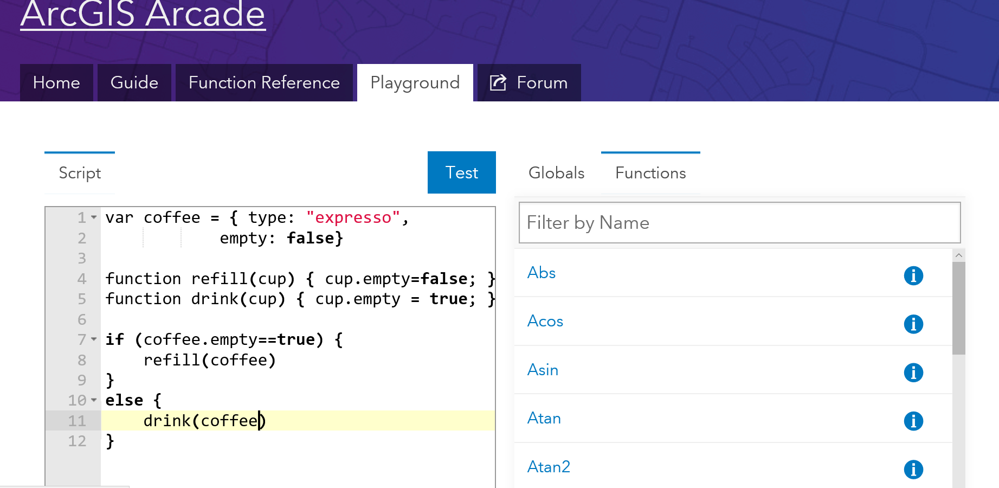 ArcGIS Arcade
Home Guide Function Reference Playground Forum
Script Test
1 var coffee = { type: "expresso",
2 empty: false}
3
4 function refill(cup) { cup.empty=false; }
5 function drink(cup) { cup.empty = true; }
6
7 if (coffee.empty==true) {
8 refill(coffee)
9 }
10 else {
11 drink(coffee)
12 }
Globals Functions
Filter by Name
Abs
Acos
Asin
Atan
Atan2